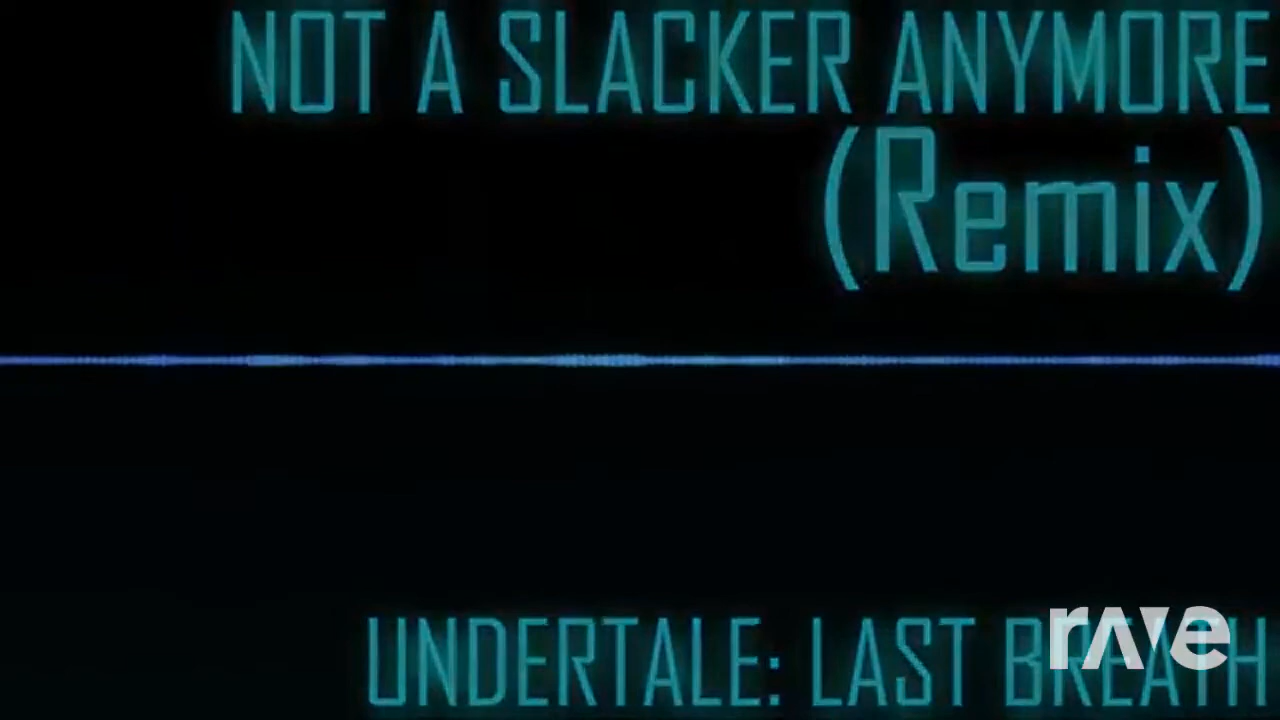 NOT A SLACKER ANYMORE
(Remix)
UNDERTALE: LAST BREATH
rave